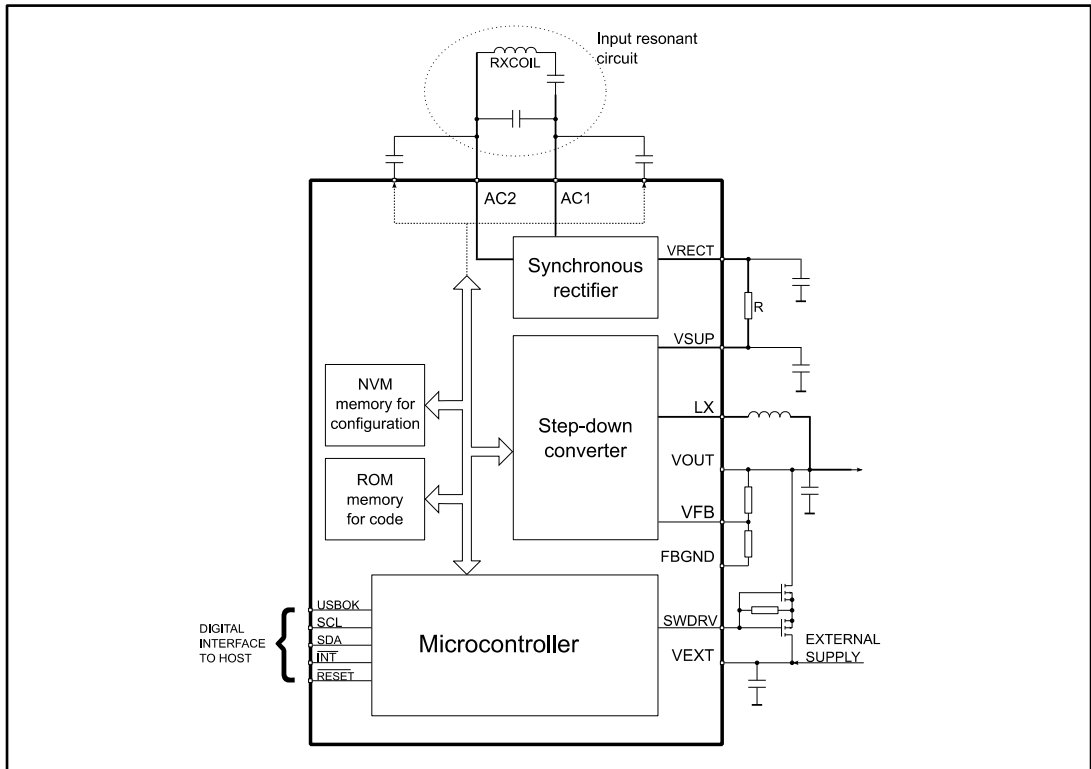 Input resonant
circuit
RXCOIL
AC2
AC1
VRECT
Synchronous
rectifier
R
VSUP
NVM
memory for
configuration
LX
Step-down
converter
VOUT
ROM
memory
for code
VFB
FBGND
USBOK
SCL
SDA
INT
RESET
DIGITAL
INTERFACE
TO HOST
Microcontroller
SWDRV
VEXT
EXTERNAL
SUPPLY